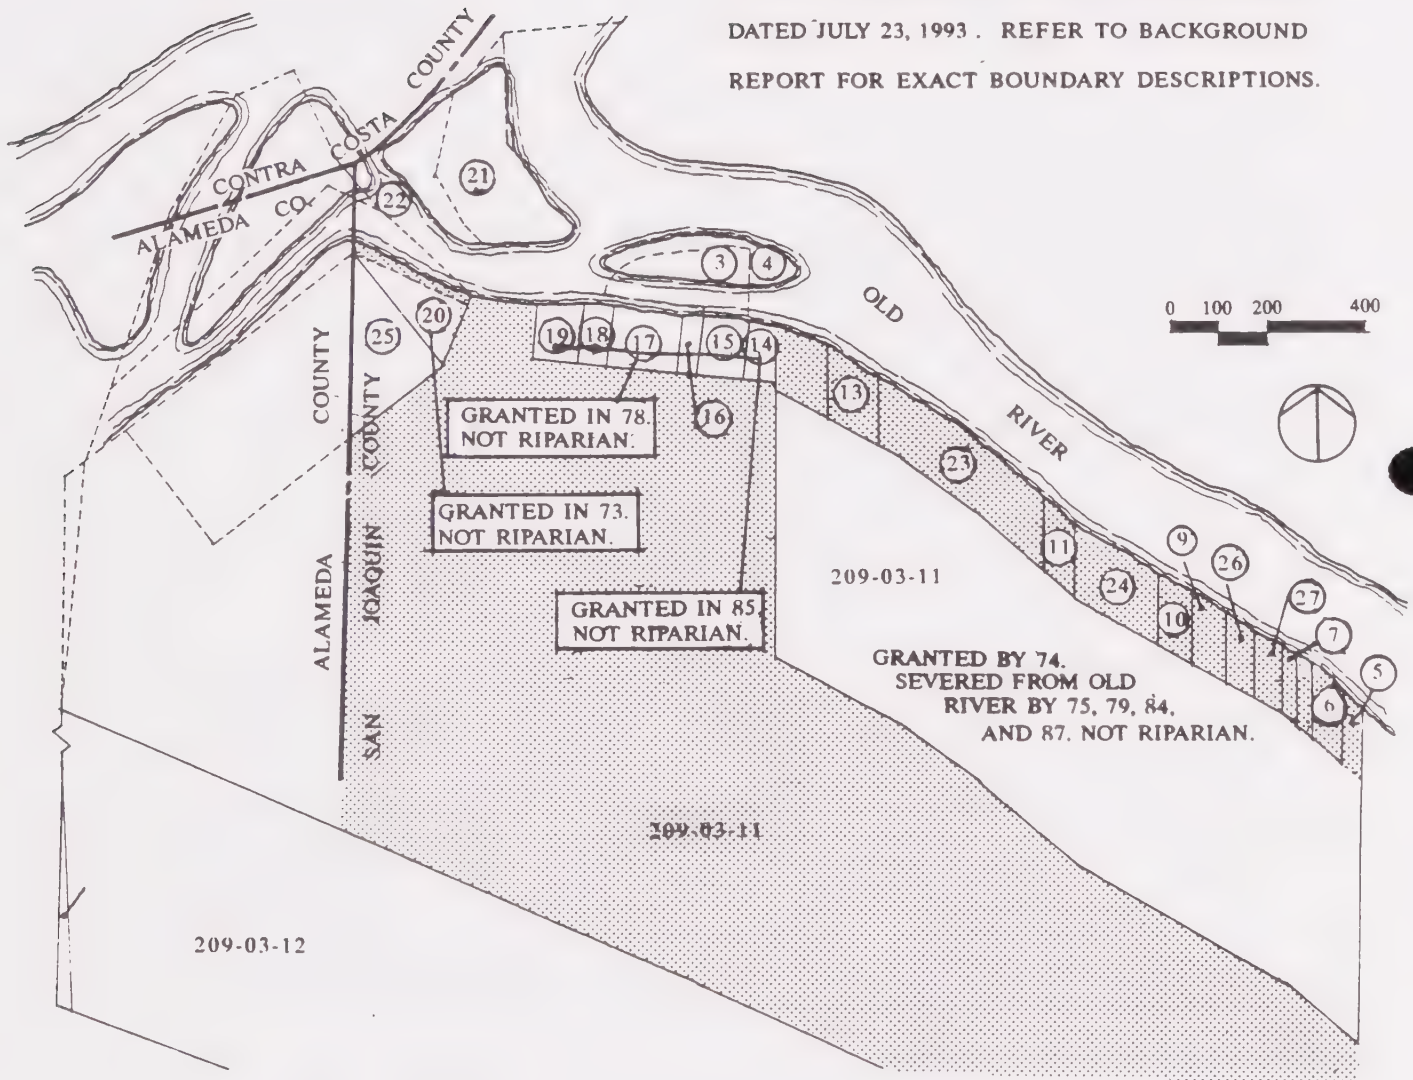 DATED JULY 23, 1993 . REFER TO BACKGROUND
REPORT FOR EXACT BOUNDARY DESCRIPTIONS.
CONTRA COSTA COUNTY
ALAMEDA CO.
21
22
3
4
OLD
RIVER
0 100 200 400
20
25
19
18
17
15
14
16
13
23
11
24
10
9
26
27
7
5
6
GRANTED IN 78.
NOT RIPARIAN.
GRANTED IN 73.
NOT RIPARIAN.
GRANTED IN 85.
NOT RIPARIAN.
ALAMEDA COUNTY
SAN JOAQUIN COUNTY
209-03-11
GRANTED BY 74.
SEVERED FROM OLD
RIVER BY 75, 79, 84,
AND 87. NOT RIPARIAN.
209-03-11
209-03-12